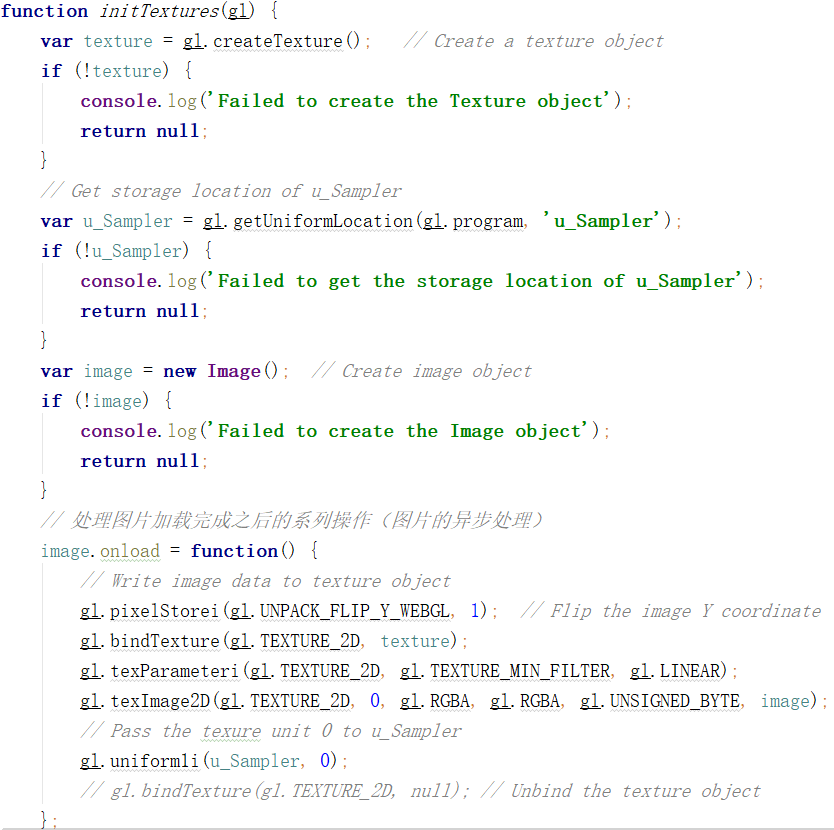 function initTextures(gl) {
var texture = gl.createTexture();   // Create a texture object
if (!texture) {
console.log('Failed to create the Texture object');
return null;
}
// Get storage location of u_Sampler
var u_Sampler = gl.getUniformLocation(gl.program, 'u_Sampler');
if (!u_Sampler) {
console.log('Failed to get the storage location of u_Sampler');
return null;
}
var image = new Image();  // Create image object
if (!image) {
console.log('Failed to create the Image object');
return null;
}
// 处理图片加载完成之后的系列操作（图片的异步处理）
image.onload = function() {
// Write image data to texture object
gl.pixelStorei(gl.UNPACK_FLIP_Y_WEBGL, 1);  // Flip the image Y coordinate
gl.bindTexture(gl.TEXTURE_2D, texture);
gl.texParameteri(gl.TEXTURE_2D, gl.TEXTURE_MIN_FILTER, gl.LINEAR);
gl.texImage2D(gl.TEXTURE_2D, 0, gl.RGBA, gl.RGBA, gl.UNSIGNED_BYTE, image);
// Pass the texure unit 0 to u_Sampler
gl.uniform1i(u_Sampler, 0);
// gl.bindTexture(gl.TEXTURE_2D, null); // Unbind the texture object
};